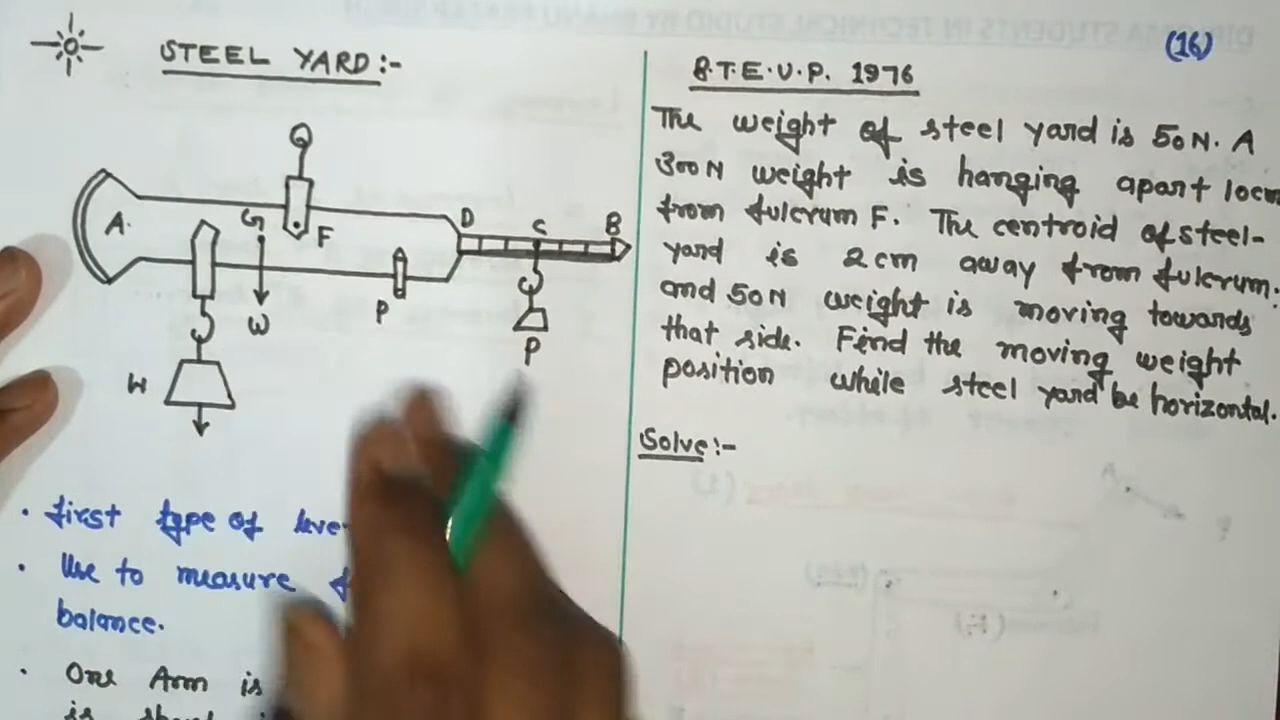 (16)
STEEL YARD:-
A.
G
F
D
C
B
W
P
P
W
• First type of
• Use to measure
balance.
• One Arm is
is
B.T.E.U.P. 1976
The weight of steel yard is 50N. A
300N weight is hanging apart 10cm
from fulcrum F. The centroid of steel-
yard is 2cm away from fulcrum.
and 50N weight is moving towards
that side. Find the moving weight
position while steel yard be horizontal.
Solve:-